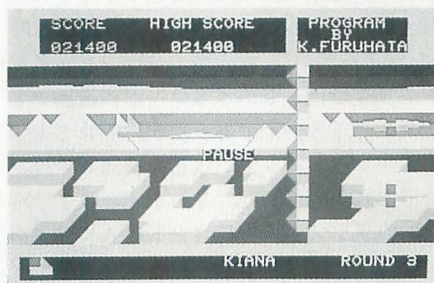 SCORE HIGH SCORE PROGRAM
BY
021400 021400 K.FURUHATA
PAUSE
KIANA ROUND 3